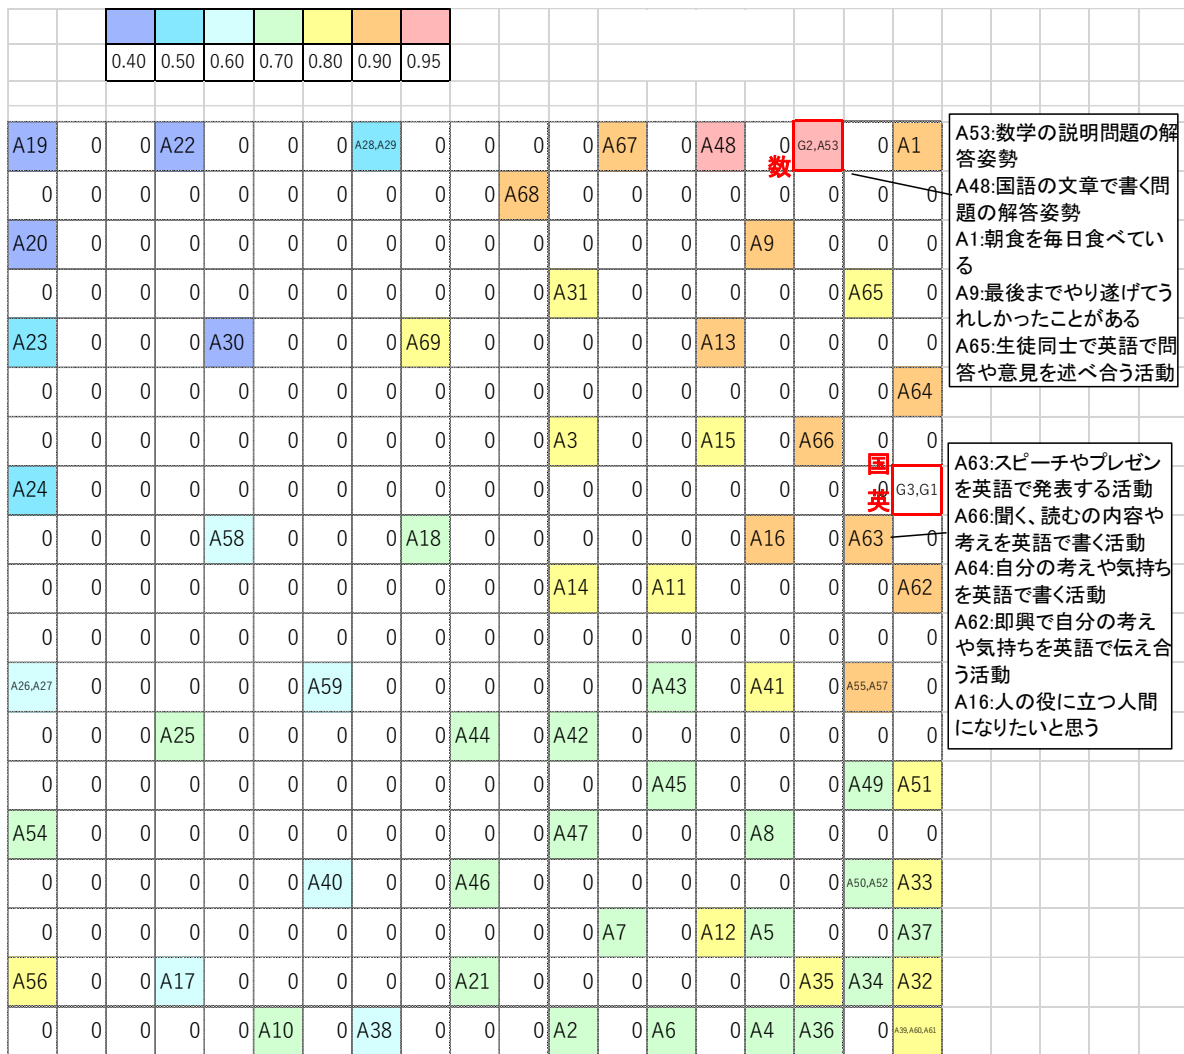 0.40 0.50 0.60 0.70 0.80 0.90 0.95
A19 0 0 A22 0 0 0 A28,A29 0 0 0 0 A67 0 A48 0 G2,A53 0 A1
数
0 0 0 0 0 0 0 0 0 0 A68 0 0 0 0 0 0 0 0
A20 0 0 0 0 0 0 0 0 0 0 0 0 0 0 A9 0 0 0
0 0 0 0 0 0 0 0 0 0 0 A31 0 0 0 0 0 A65 0
A23 0 0 0 A30 0 0 0 A69 0 0 0 0 0 A13 0 0 0 0
0 0 0 0 0 0 0 0 0 0 0 0 0 0 0 0 0 0 A64
0 0 0 0 0 0 0 0 0 0 0 A3 0 0 A15 0 A66 0 0
国
英
A24 0 0 0 0 0 0 0 0 0 0 0 0 0 0 0 0 0 G3,G1
0 0 0 0 A58 0 0 0 A18 0 0 0 0 0 0 A16 0 A63 0
0 0 0 0 0 0 0 0 0 0 0 A14 0 A11 0 0 0 0 A62
0 0 0 0 0 0 0 0 0 0 0 0 0 0 0 0 0 0 0
A26,A27 0 0 0 0 0 A59 0 0 0 0 0 0 A43 0 A41 0 A55,A57 0
0 0 0 A25 0 0 0 0 0 A44 0 A42 0 0 0 0 0 0 0
0 0 0 0 0 0 0 0 0 0 0 0 0 A45 0 0 0 A49 A51
A54 0 0 0 0 0 0 0 0 0 0 A47 0 0 0 A8 0 0 0
0 0 0 0 0 0 A40 0 0 A46 0 0 0 0 0 0 0 A50,A52 A33
0 0 0 0 0 0 0 0 0 0 0 0 A7 0 A12 A5 0 0 A37
A56 0 0 A17 0 0 0 0 0 A21 0 0 0 0 0 0 A35 A34 A32
0 0 0 0 0 A10 0 A38 0 0 0 A2 0 A6 0 A4 A36 0 A39,A60,A61
A53:数学の説明問題の解
答姿勢
A48:国語の文章で書く問
題の解答姿勢
A1:朝食を毎日食べてい
る
A9:最後までやり遂げてう
れしかったことがある
A65:生徒同士で英語で問
答や意見を述べ合う活動
A63:スピーチやプレゼン
を英語で発表する活動
A66:聞く、読むの内容や
考えを英語で書く活動
A64:自分の考えや気持ち
を英語で書く活動
A62:即興で自分の考え
や気持ちを英語で伝え合
う活動
A16:人の役に立つ人間
になりたいと思う